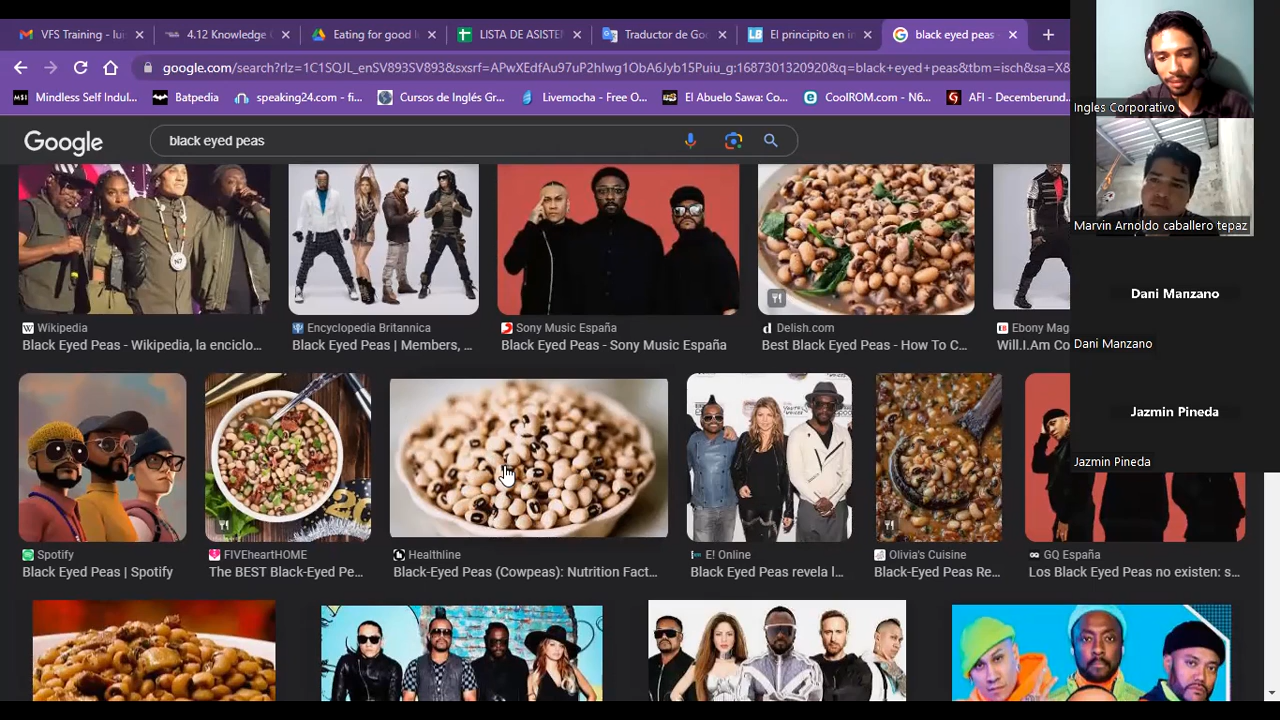 VFS Training - lui
4.12 Knowledge C
Eating for good l
LISTA DE ASISTEN
Traductor de Goo
El principito en in
black eyed peas -
google.com/search?rlz=1C1SQJL_enSV893SV893&sxsrf=APwXEdfAu97uP2hIwg1ObA6Jyb15Puiu_g:1687301320920&q=black+eyed+peas&tbm=isch&sa=X&
Mindless Self Indul...
Batpedia
speaking24.com - fi...
Cursos de Inglés Gr...
Livemocha - Free O...
El Abuelo Sawa: Co...
CoolROM.com - N6...
AFI - Decemberund...
Google
black eyed peas
Wikipedia
Black Eyed Peas - Wikipedia, la enciclo...
Encyclopedia Britannica
Black Eyed Peas | Members, ...
Sony Music España
Black Eyed Peas - Sony Music España
Delish.com
Best Black Eyed Peas - How To C...
Ebony Mag
Will.I.Am Co
Spotify
Black Eyed Peas | Spotify
FIVEheartHOME
The BEST Black-Eyed Pe...
Healthline
Black-Eyed Peas (Cowpeas): Nutrition Fact...
E! Online
Black Eyed Peas revela l...
Olivia's Cuisine
Black-Eyed Peas Re...
GQ España
Los Black Eyed Peas no existen: s...
Ingles Corporativo
Marvin Arnoldo caballero tepaz
Dani Manzano
Dani Manzano
Jazmin Pineda
Jazmin Pineda